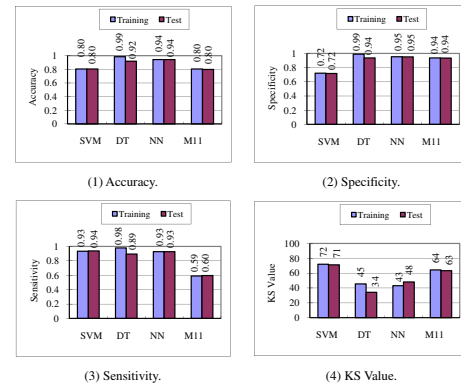 Training Test
0.80 0.80 0.99 0.92 0.94 0.94 0.80 0.80
Accuracy
1
0.8
0.6
0.4
0.2
0
SVM DT NN M11
(1) Accuracy.
Training Test
0.72 0.72 0.99 0.94 0.95 0.95 0.94 0.94
Specificity
1
0.8
0.6
0.4
0.2
0
SVM DT NN M11
(2) Specificity.
Training Test
0.93 0.94 0.98 0.89 0.93 0.93 0.59 0.60
Sensitivity
1
0.8
0.6
0.4
0.2
0
SVM DT NN M11
(3) Sensitivity.
Training Test
72 71 45 34 43 48 64 63
KS Value
100
80
60
40
20
0
SVM DT NN M11
(4) KS Value.